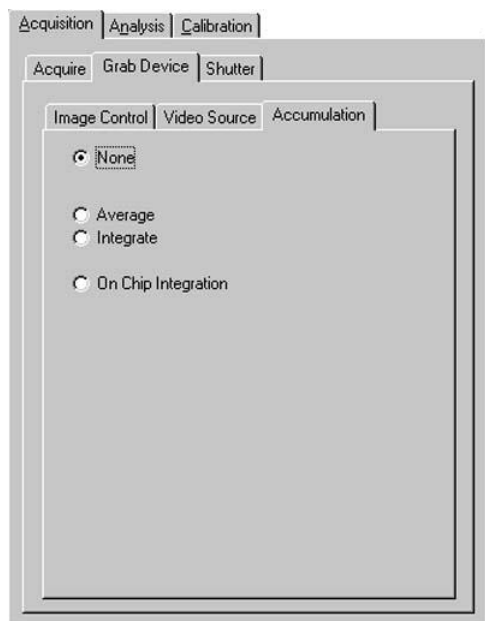 Acquisition Analysis Calibration
Acquire Grab Device Shutter
Image Control Video Source Accumulation
None
Average
Integrate
On Chip Integration